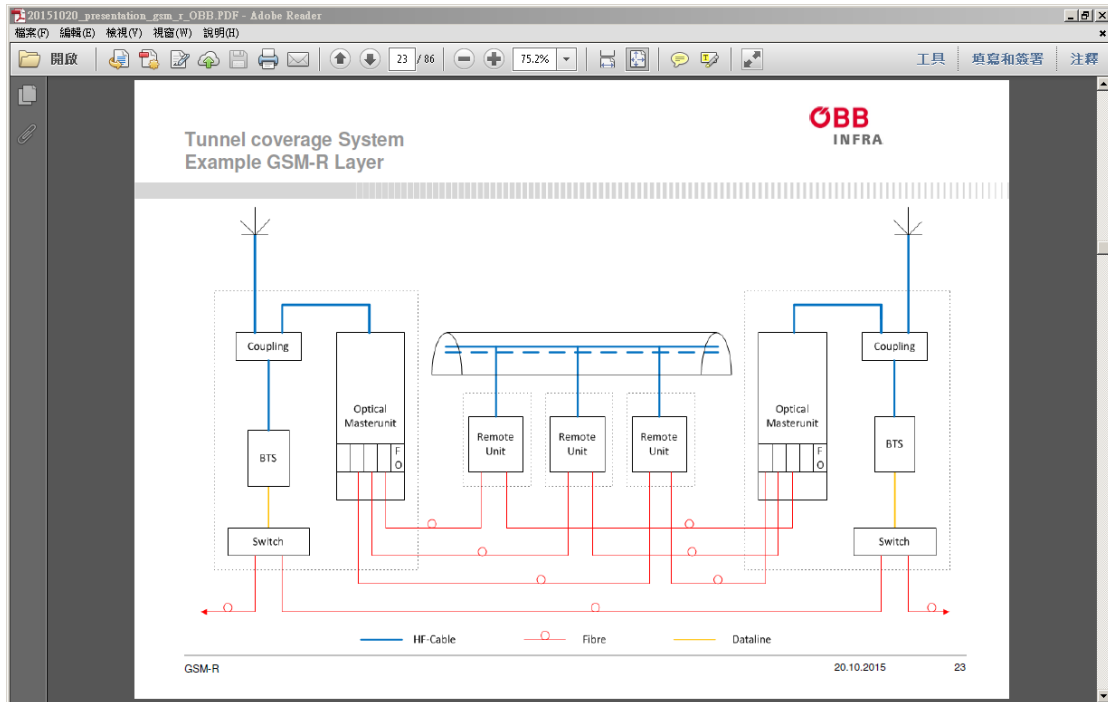 20151020_presentation_gsm_r_OBB.PDF - Adobe Reader
檔案(F) 編輯(E) 檢視(V) 視窗(W) 說明(H)
開啟 23 / 86 75.2% 工具 填寫和簽署 注釋
ÖBB
INFRA
Tunnel coverage System
Example GSM-R Layer
Coupling
Coupling
Optical
Masterunit
Optical
Masterunit
Remote
Unit
Remote
Unit
Remote
Unit
BTS
F
O
F
O
BTS
Switch
Switch
HF-Cable Fibre Dataline
GSM-R 20.10.2015 23